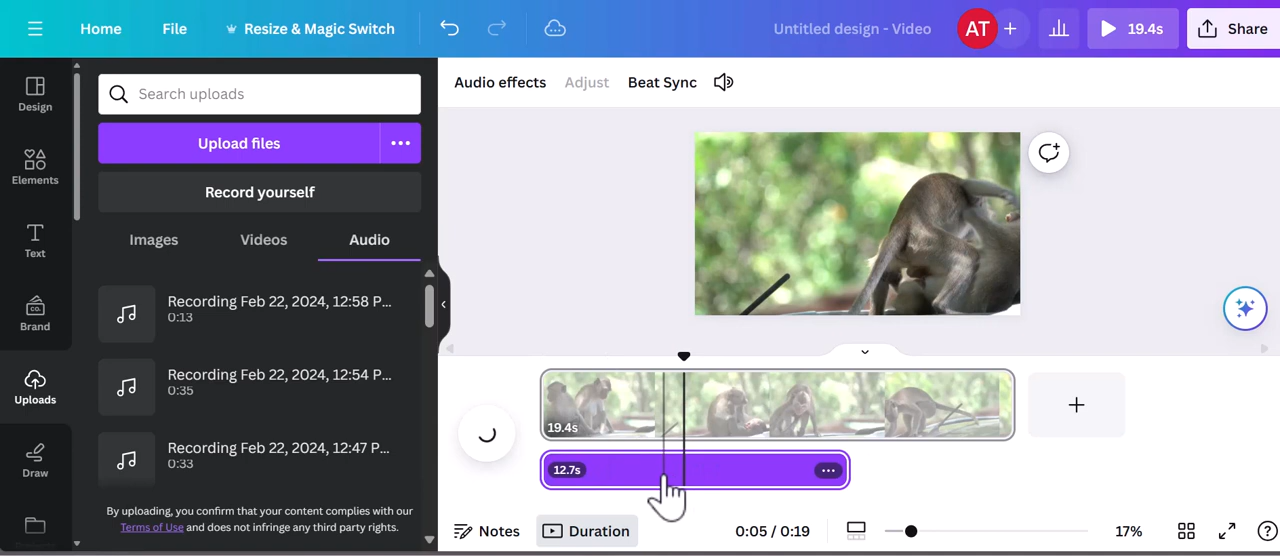 Home File Resize & Magic Switch Untitled design - Video AT 19.4s Share
Design
Elements
Text
Brand
Uploads
Draw
Search uploads
Upload files
Record yourself
Images Videos Audio
Recording Feb 22, 2024, 12:58 P...
0:13
Recording Feb 22, 2024, 12:54 P...
0:35
Recording Feb 22, 2024, 12:47 P...
0:33
By uploading, you confirm that your content complies with our
Terms of Use and does not infringe any third party rights.
Audio effects Adjust Beat Sync
19.4s
12.7s
Notes Duration 0:05 / 0:19 17%